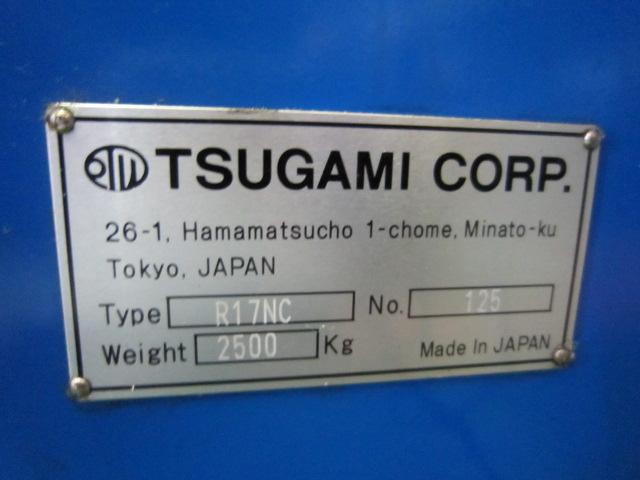 TSUGAMI CORP.
26-1, Hamamatsucho 1-chome, Minato-ku
Tokyo, JAPAN
Type R17NC No. 125
Weight 2500 Kg Made In JAPAN